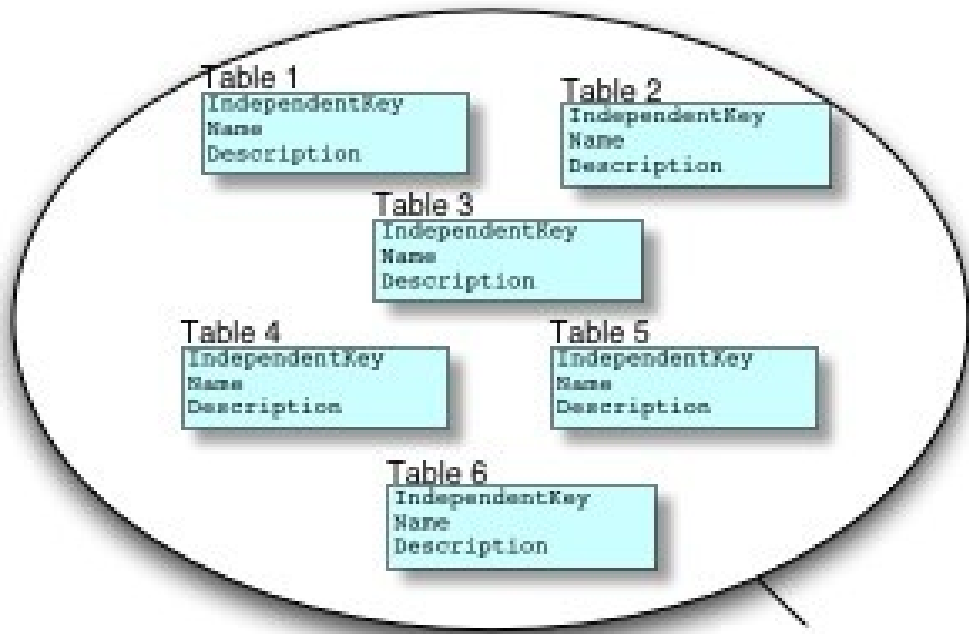 Table 1
IndependentKey
Name
Description
Table 2
IndependentKey
Name
Description
Table 3
IndependentKey
Name
Description
Table 4
IndependentKey
Name
Description
Table 5
IndependentKey
Name
Description
Table 6
IndependentKey
Name
Description